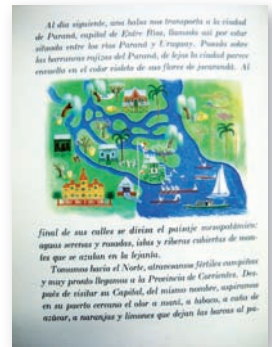 Al día siguiente, una balsa nos transporta a la ciudad
de Paraná, capital de Entre Ríos, llamada así por estar
situada entre los ríos Paraná y Uruguay. Posada sobre
las barrancas rojizas del Paraná, de lejos la ciudad parece
envuelta en el color violeta de sus flores de jacarandá. Al
final de sus calles se divisa el paisaje mesopotámico:
aguas serenas y rosadas, islas y riberas cubiertas de mon-
tes que se azulan en la lejanía.
Tomamos hacia el Norte, atravesamos fértiles campiñas
y muy pronto llegamos a la Provincia de Corrientes. Des-
pués de visitar su Capital, del mismo nombre, aspiramos
en su puerto cercano el olor a maní, a tabaco, a caña de
azúcar, a naranjas y limones que dejan las barcas al pa-